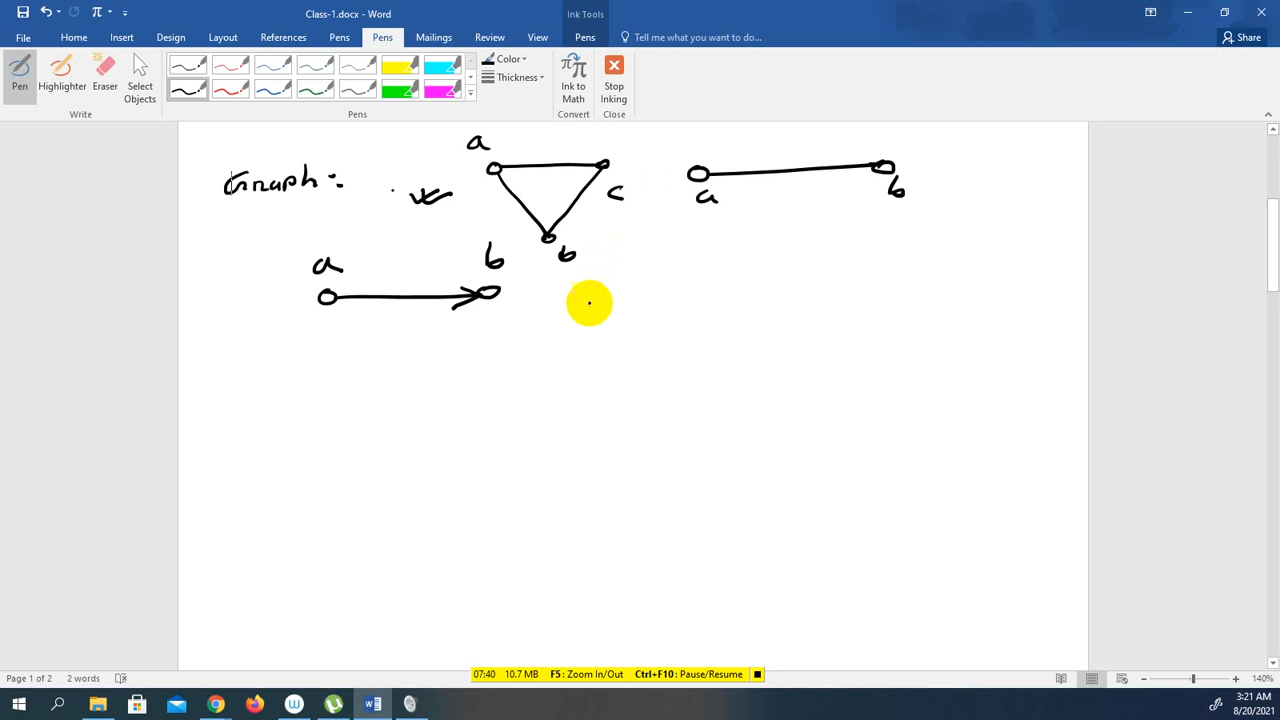 Class-1.docx - Word
Ink Tools
File Home Insert Design Layout References Pens Pens Mailings Review View Pens Tell me what you want to do... Share
Pen Highlighter Eraser Select Objects
Color
Thickness
Ink to Math
Stop Inking
Write Pens Convert Close
a
Graph :-
c
a
b
a
b
b
07:40 10.7 MB F5: Zoom In/Out Ctrl+F10: Pause/Resume
Page 1 of 2 2 words 140%
3:21 AM
8/20/2021